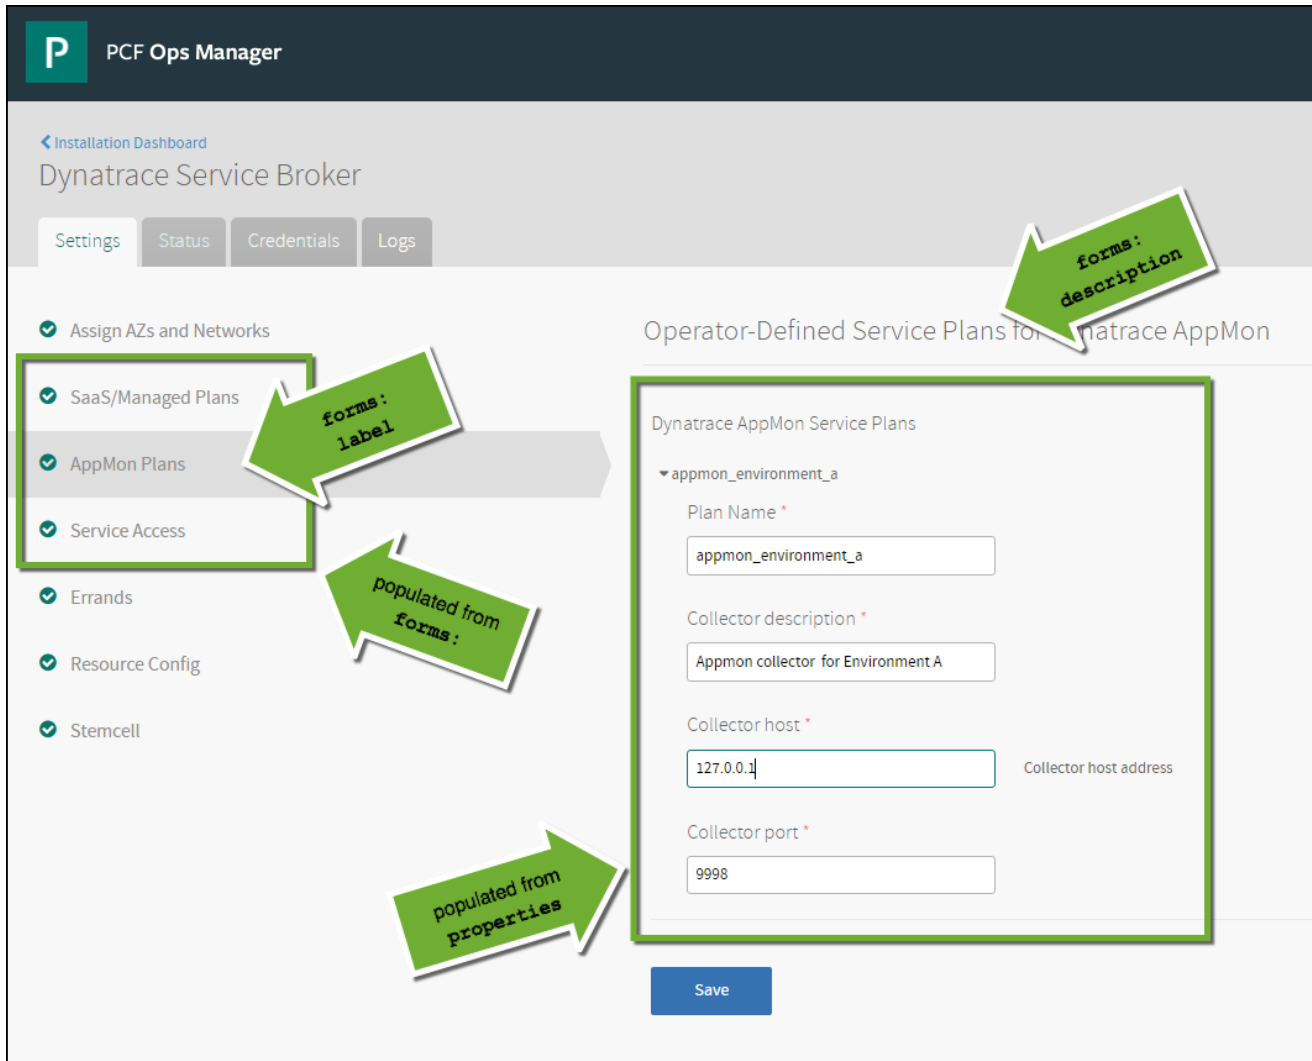 P
PCF Ops Manager
Installation Dashboard
Dynatrace Service Broker
Settings
Status
Credentials
Logs
forms:
description
Assign AZs and Networks
SaaS/Managed Plans
AppMon Plans
Service Access
Errands
Resource Config
Stemcell
forms:
label
populated from
forms:
Operator-Defined Service Plans for natrace AppMon
Dynatrace AppMon Service Plans
appmon_environment_a
Plan Name *
appmon_environment_a
Collector description *
Appmon collector for Environment A
Collector host *
127.0.0.1
Collector host address
Collector port *
9998
populated from
properties
Save